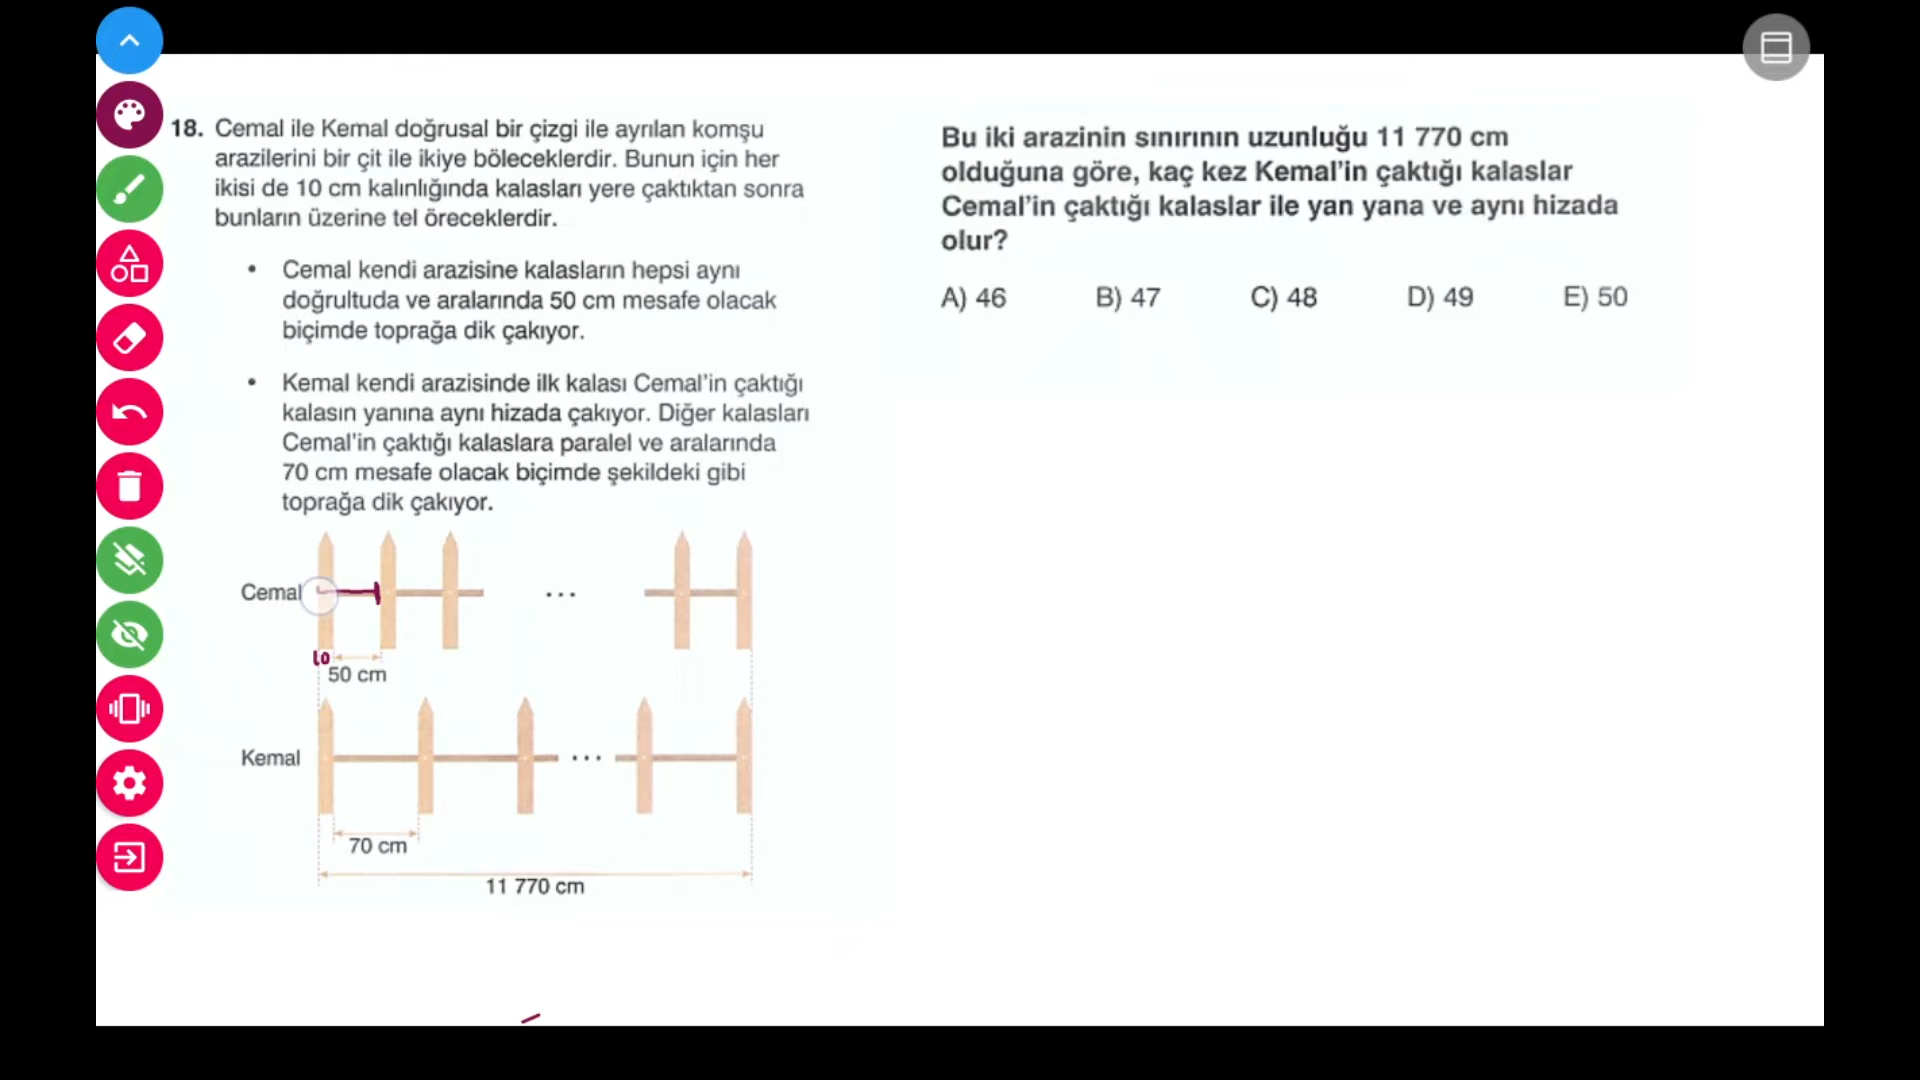 18. Cemal ile Kemal doğrusal bir çizgi ile ayrılan komşu
arazilerini bir çit ile ikiye böleceklerdir. Bunun için her
ikisi de 10 cm kalınlığında kalasları yere çaktıktan sonra
bunların üzerine tel öreceklerdir.
• Cemal kendi arazisine kalasların hepsi aynı
doğrultuda ve aralarında 50 cm mesafe olacak
biçimde toprağa dik çakıyor.
• Kemal kendi arazisinde ilk kalası Cemal'in çaktığı
kalasın yanına aynı hizada çakıyor. Diğer kalasları
Cemal'in çaktığı kalaslara paralel ve aralarında
70 cm mesafe olacak biçimde şekildeki gibi
toprağa dik çakıyor.
Cemal
...
10
50 cm
Kemal
...
70 cm
11 770 cm
Bu iki arazinin sınırının uzunluğu 11 770 cm
olduğuna göre, kaç kez Kemal'in çaktığı kalaslar
Cemal'in çaktığı kalaslar ile yan yana ve aynı hizada
olur?
A) 46 B) 47 C) 48 D) 49 E) 50